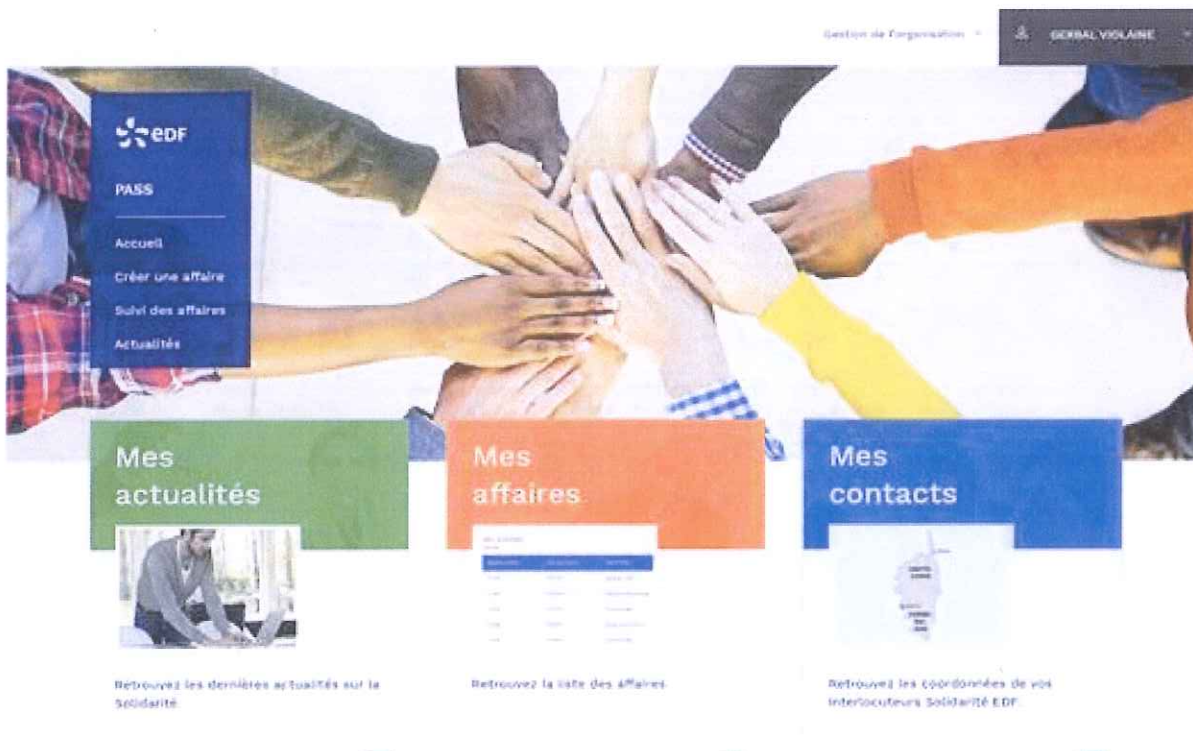 Gestion de l'organisation
GERBAL VIOLAINE
edf
PASS
Accueil
Créer une affaire
Suivi des affaires
Actualités
Mes
actualités
Mes
affaires
Mes
contacts
Retrouvez les dernières actualités sur la
Solidarité
Retrouvez la liste des affaires
Retrouvez les coordonnées de vos
interlocuteurs Solidarité EDF.